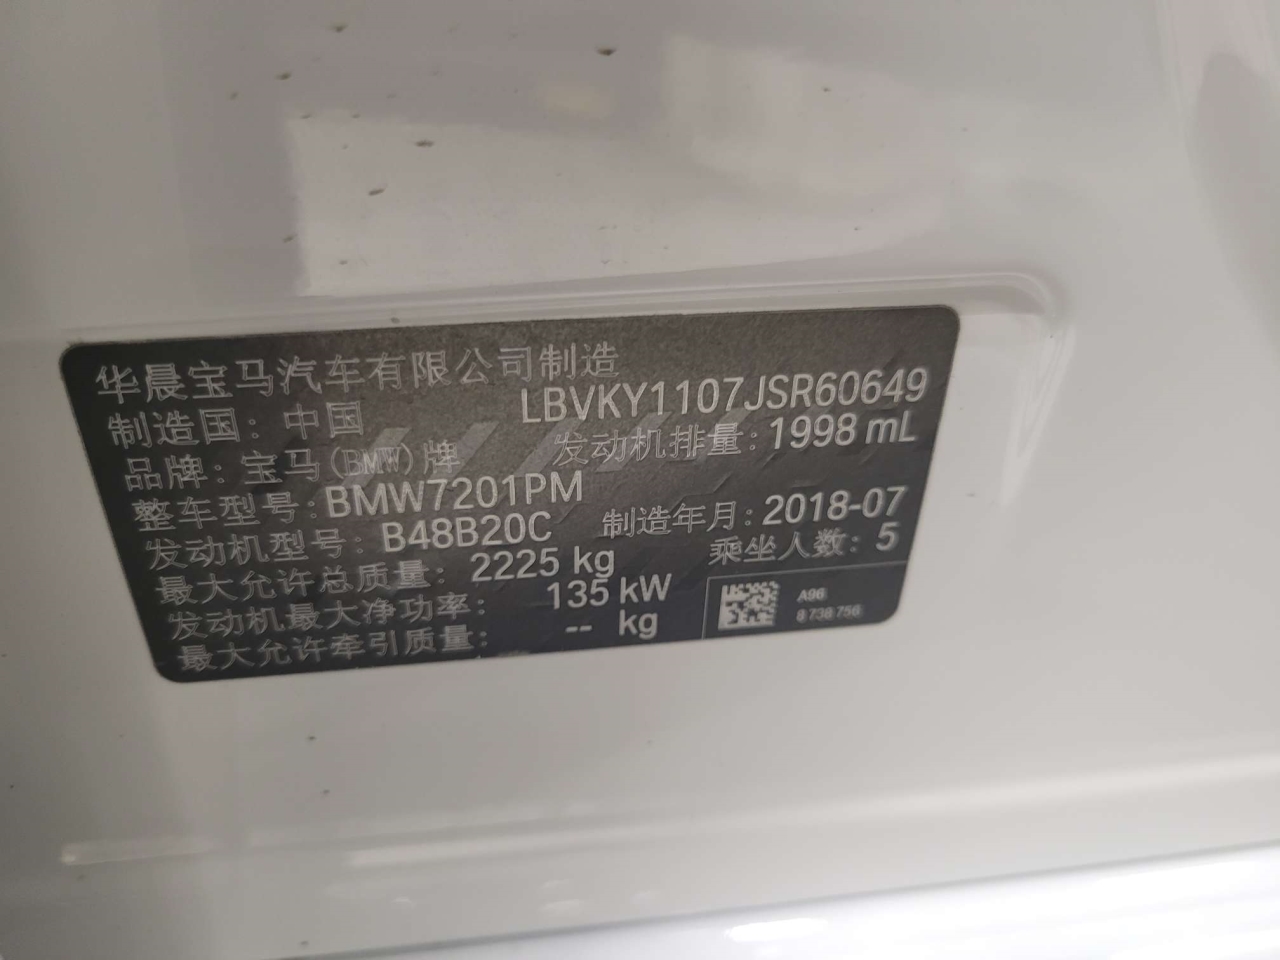 华晨宝马汽车有限公司制造
制造国：中国 LBVKY1107JSR60649
品牌：宝马(BMW)牌 发动机排量：1998 mL
整车型号：BMW7201PM
发动机型号：B48B20C 制造年月：2018-07
最大允许总质量：2225 kg 乘坐人数：5
发动机最大净功率：135 kW
最大允许牵引质量：-- kg
A96
8 738 756